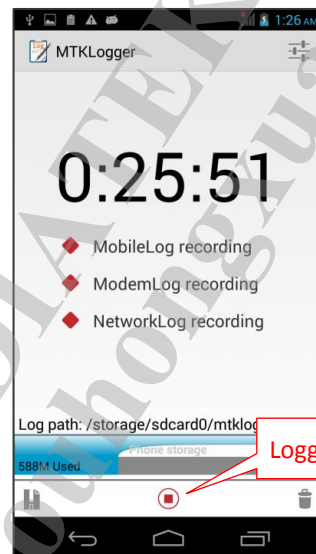 1:26 AM
MTKLogger
0:25:51
MobileLog recording
ModemLog recording
NetworkLog recording
Log path: /storage/sdcard0/mtklog
Phone storage
588M Used
Logg